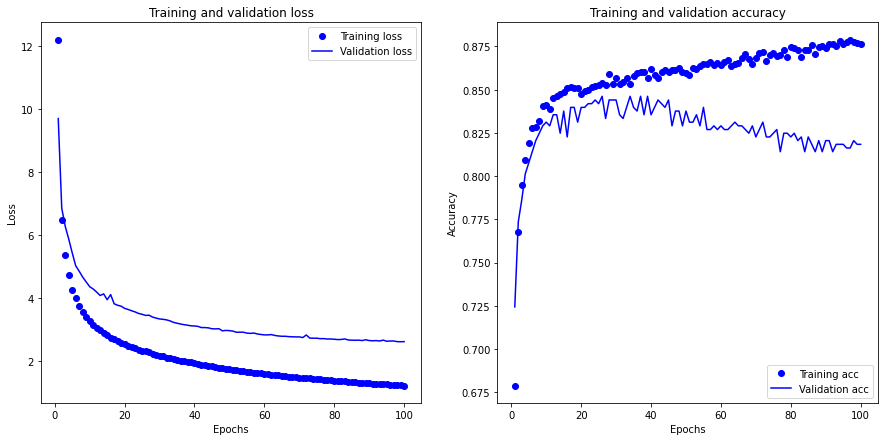 Training and validation loss
12
10
8
6
4
2
Loss
0
20
40
60
80
100
Epochs
Training loss
Validation loss
Training and validation accuracy
0.875
0.850
0.825
0.800
0.775
0.750
0.725
0.700
0.675
Accuracy
0
20
40
60
80
100
Epochs
Training acc
Validation acc